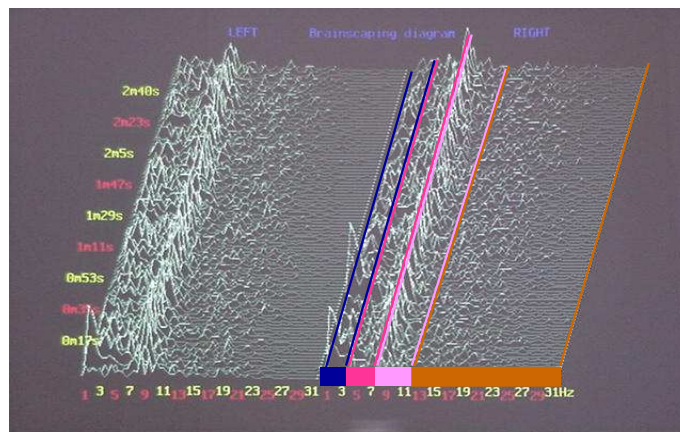 LEFT Brainscaping diagram RIGHT
2m40s
2m23s
2m5s
1m47s
1m29s
1m11s
0m53s
0m17s
1 3 5 7 9 11 13 15 17 19 21 23 25 27 29 31 1 3 5 7 9 11 13 15 17 19 21 23 25 27 29 31Hz